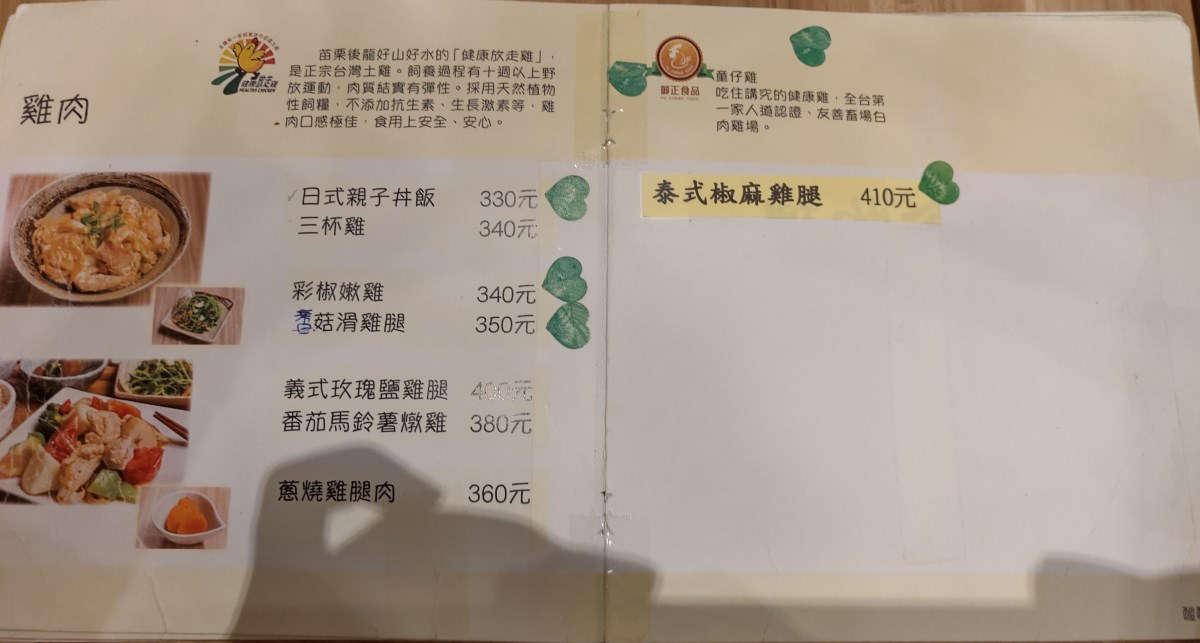 雞肉
健康放走雞
HEALTHY CHICKEN
苗栗後龍好山好水的「健康放走雞」,
是正宗台灣土雞。飼養過程有十週以上野
放運動,肉質結實有彈性。採用天然植物
性飼糧,不添加抗生素、生長激素等,雞
肉口感極佳,食用上安全、安心。
日式親子丼飯 330元
三杯雞 340元
彩椒嫩雞 340元
菇滑雞腿 350元
義式玫瑰鹽雞腿 400元
番茄馬鈴薯燉雞 380元
蔥燒雞腿肉 360元
御正食品
童仔雞
吃住講究的健康雞,全台第
一家人道認證、友善畜場白
肉雞場。
泰式椒麻雞腿 410元